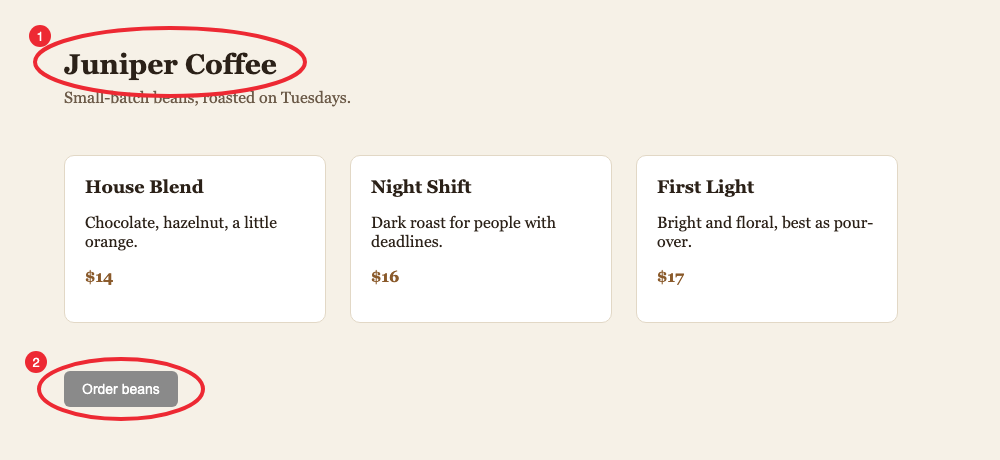 1
Juniper Coffee
Small-batch beans, roasted on Tuesdays.
House Blend
Chocolate, hazelnut, a little
orange.
$14
Night Shift
Dark roast for people with
deadlines.
$16
First Light
Bright and floral, best as pour-
over.
$17
2
Order beans